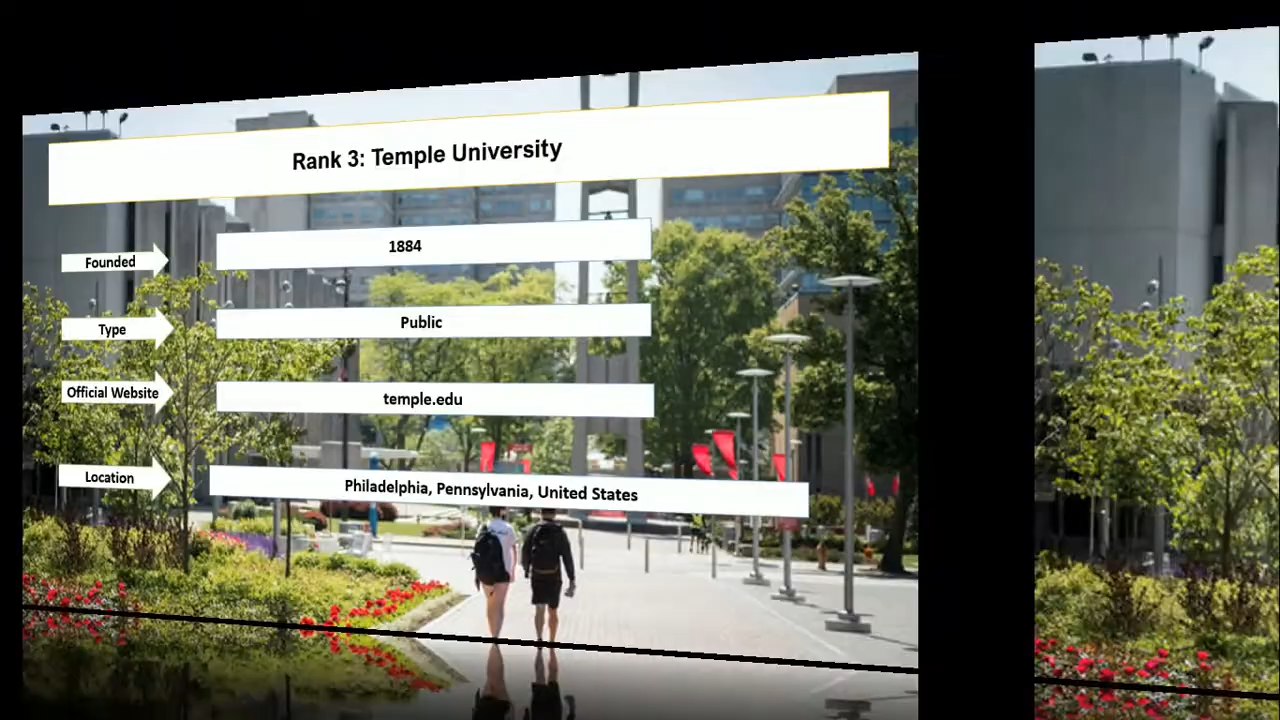 Rank 3: Temple University
Founded
1884
Type
Public
Official Website
temple.edu
Location
Philadelphia, Pennsylvania, United States